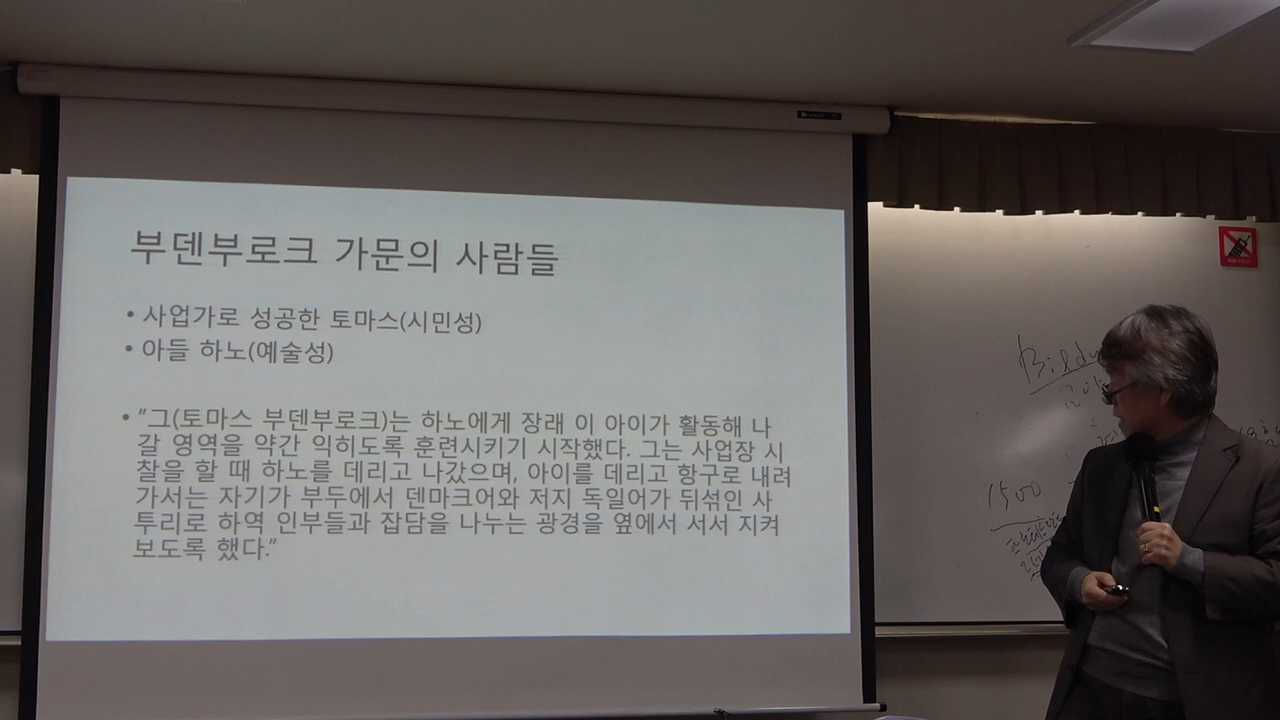 부덴부로크 가문의 사람들
• 사업가로 성공한 토마스(시민성)
• 아들 하노(예술성)
• “그(토마스 부덴부로크)는 하노에게 장래 이 아이가 활동해 나
갈 영역을 약간 익히도록 훈련시키기 시작했다. 그는 사업장 시
찰을 할 때 하노를 데리고 나갔으며, 아이를 데리고 항구로 내려
가서는 자기가 부두에서 덴마크어와 저지 독일어가 뒤섞인 사
투리로 하역 인부들과 잡담을 나누는 광경을 옆에서 서서 지켜
보도록 했다.”
1500